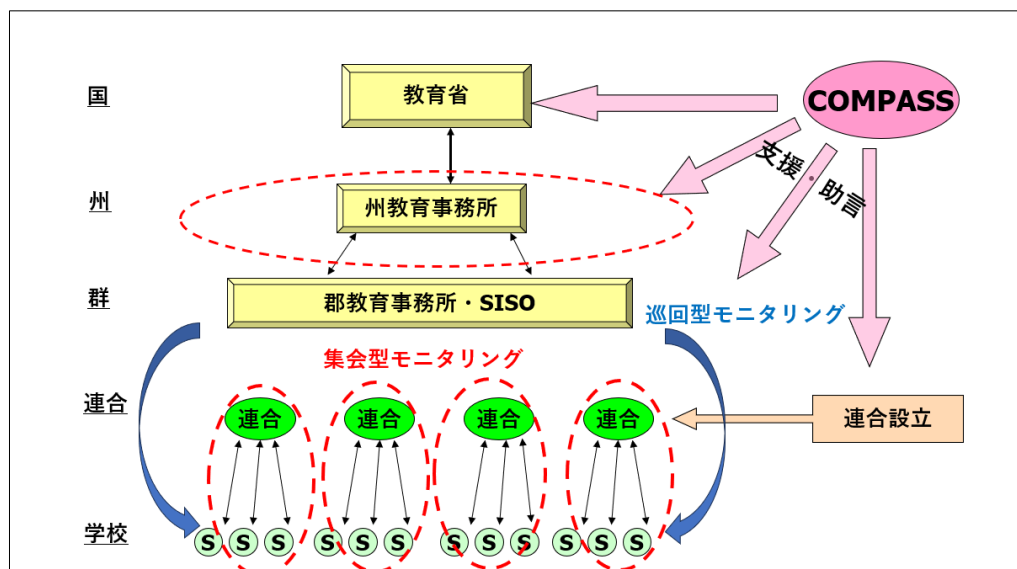 国
教育省
COMPASS
支援・助言
州
州教育事務所
群
郡教育事務所・SISO
巡回型モニタリング
集会型モニタリング
連合
連合
連合
連合
連合
連合設立
学校
S S S S S S S S S S S S